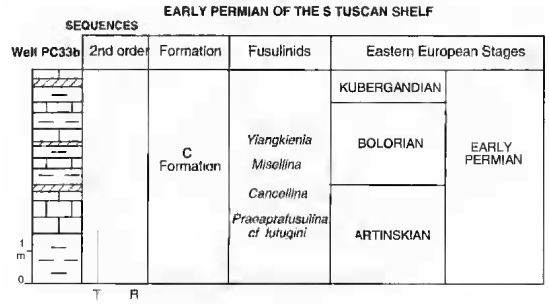 EARLY PERMIAN OF THE S TUSCAN SHELF
SEQUENCES
Well PC33b 2nd order Formation Fusulinids Eastern European Stages
KUBERGANDIAN
Yiangkienia
BOLORIAN
C
Formation
Misellina
EARLY
PERMIAN
Cancellina
Praeaprafusulina
cf lutugini
ARTINSKIAN
1
m
0
T R